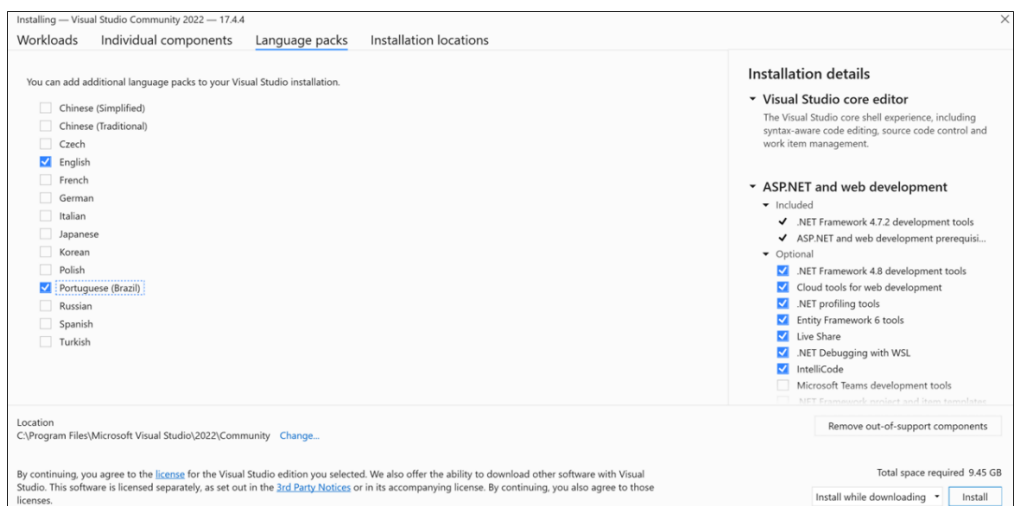 Installing — Visual Studio Community 2022 — 17.4.4
Workloads Individual components Language packs Installation locations
You can add additional language packs to your Visual Studio installation.
Chinese (Simplified)
Chinese (Traditional)
Czech
English
French
German
Italian
Japanese
Korean
Polish
Portuguese (Brazil)
Russian
Spanish
Turkish
Installation details
Visual Studio core editor
The Visual Studio core shell experience, including
syntax-aware code editing, source code control and
work item management.
ASP.NET and web development
Included
.NET Framework 4.7.2 development tools
ASP.NET and web development prerequisi...
Optional
.NET Framework 4.8 development tools
Cloud tools for web development
.NET profiling tools
Entity Framework 6 tools
Live Share
.NET Debugging with WSL
IntelliCode
Microsoft Teams development tools
.NET Framework project and item templates
Location
C:\Program Files\Microsoft Visual Studio\2022\Community Change...
Remove out-of-support components
By continuing, you agree to the license for the Visual Studio edition you selected. We also offer the ability to download other software with Visual
Studio. This software is licensed separately, as set out in the 3rd Party Notices or in its accompanying license. By continuing, you also agree to those
licenses.
Total space required 9.45 GB
Install while downloading Install